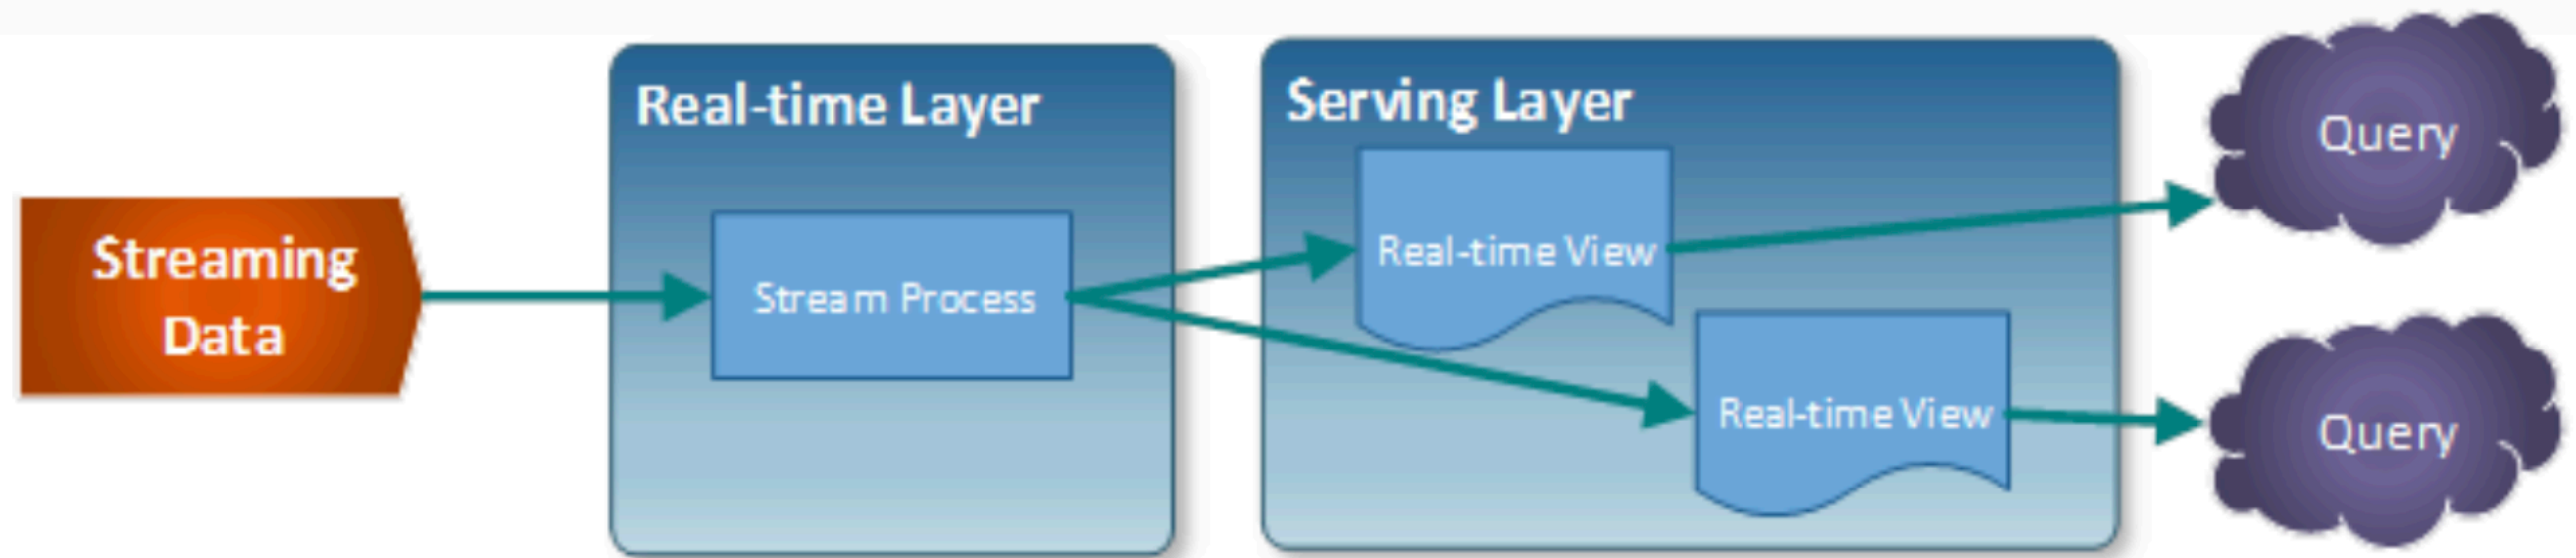 Streaming
Data
Real-time Layer
Stream Process
Serving Layer
Real-time View
Real-time View
Query
Query